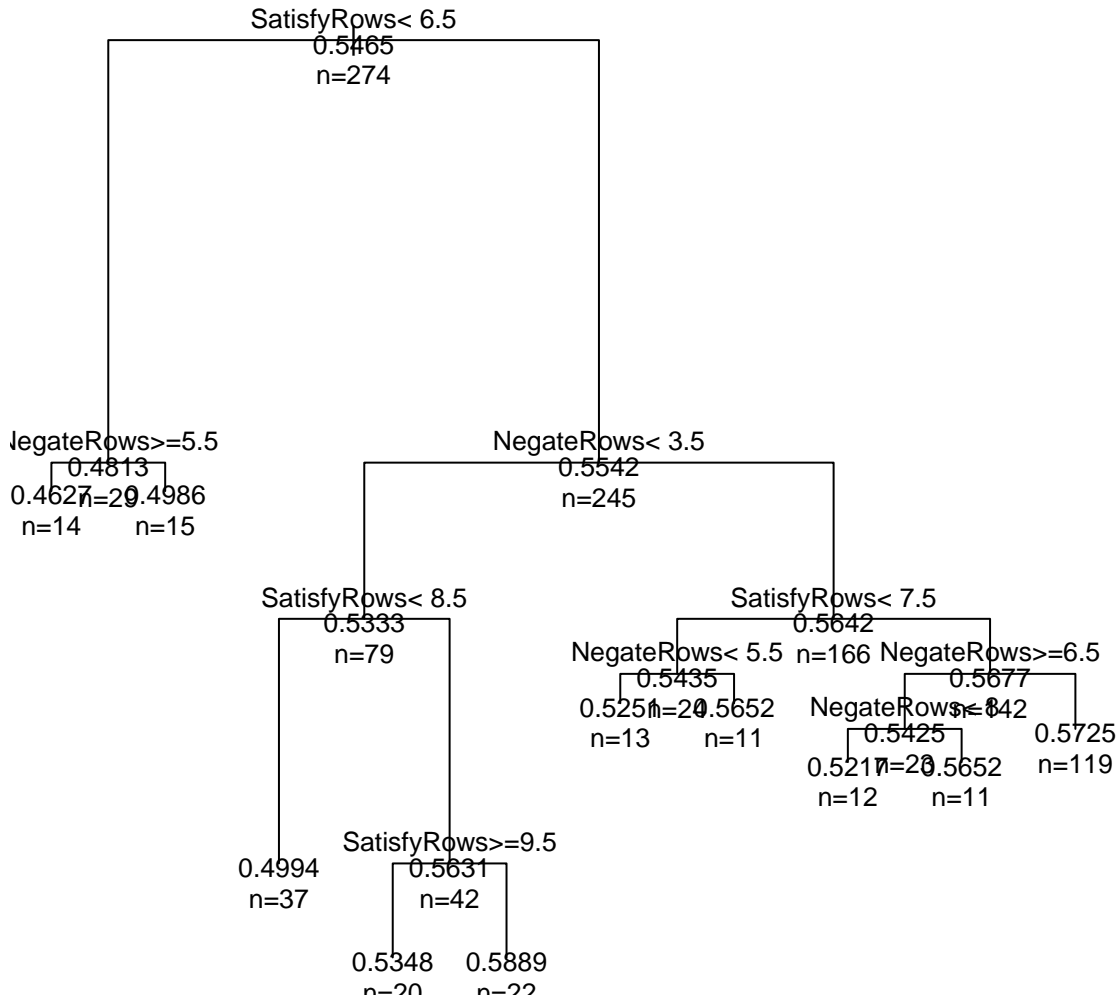 SatisfyRows< 6.5
0.5465
n=274
NegateRows>=5.5
0.4813
n=29
0.4627
n=14
0.4986
n=15
NegateRows< 3.5
0.5542
n=245
SatisfyRows< 8.5
0.5333
n=79
0.4994
n=37
SatisfyRows>=9.5
0.5631
n=42
0.5348
n=20
0.5889
n=22
SatisfyRows< 7.5
0.5642
n=166
NegateRows< 5.5
0.5435
n=24
0.5251
n=13
0.5652
n=11
NegateRows>=6.5
0.5677
n=142
NegateRows< 8
0.5425
n=23
0.5217
n=12
0.5652
n=11
0.5725
n=119